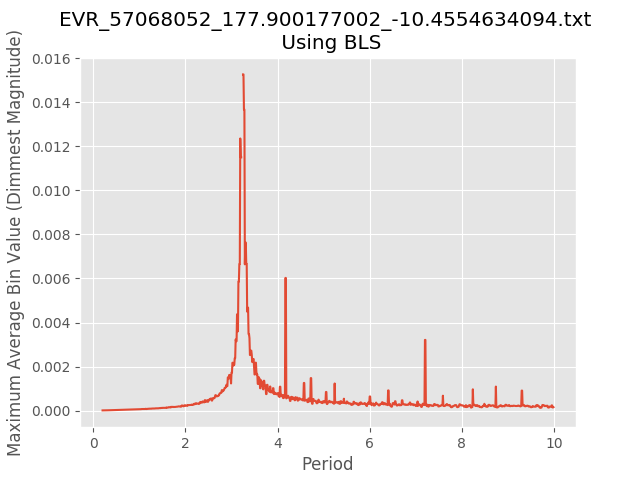 EVR_57068052_177.900177002_-10.4554634094.txt
Using BLS
Maximum Average Bin Value (Dimmest Magnitude)
0.016
0.014
0.012
0.010
0.008
0.006
0.004
0.002
0.000
0 2 4 6 8 10
Period